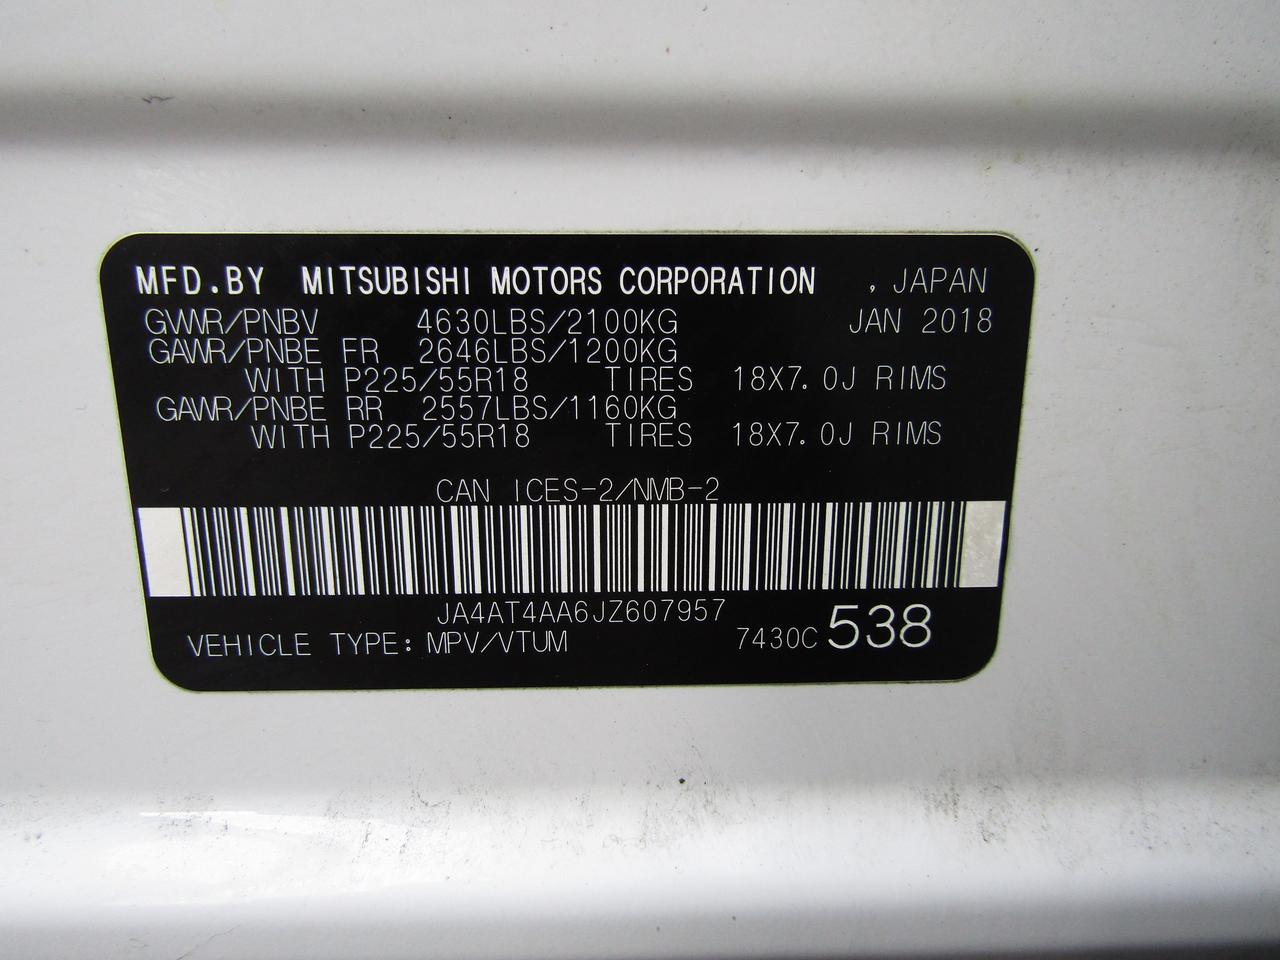 MFD.BY MITSUBISHI MOTORS CORPORATION , JAPAN
GVWR/PNBV 4630LBS/2100KG JAN 2018
GAWR/PNBE FR 2646LBS/1200KG
WITH P225/55R18 TIRES 18X7.0J RIMS
GAWR/PNBE RR 2557LBS/1160KG
WITH P225/55R18 TIRES 18X7.0J RIMS
CAN ICES-2/NMB-2
JA4AT4AA6JZ607957
VEHICLE TYPE: MPV/VTUM 7430C 538